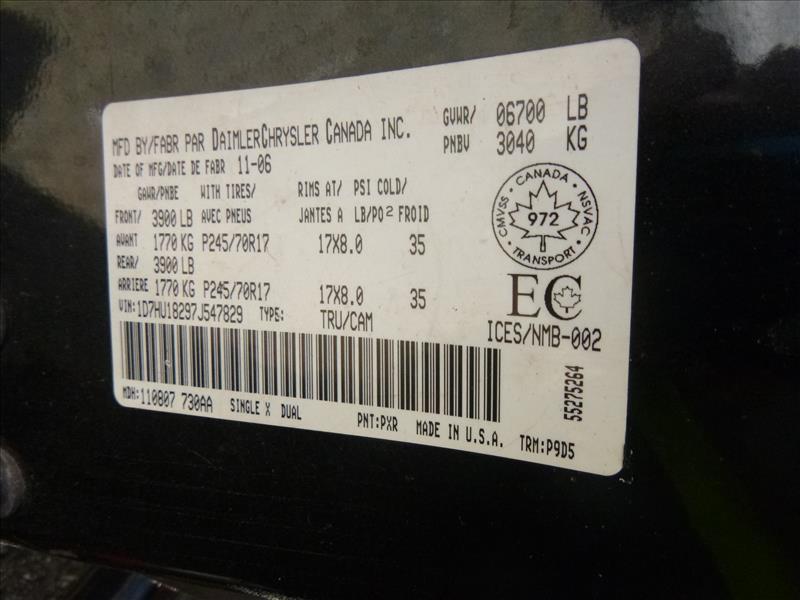 MFD BY/FABR PAR DAIMLERCHRYSLER CANADA INC.
DATE OF MFG/DATE DE FABR 11-06
GVWR/ 06700 LB
PNBV 3040 KG
GAWR/PNBE WITH TIRES/ RIMS AT/ PSI COLD/
FRONT/ 3900 LB AVEC PNEUS JANTES A LB/PO2 FROID
AVANT 1770 KG P245/70R17 17X8.0 35
REAR/ 3900 LB
ARRIERE 1770 KG P245/70R17 17X8.0 35
VIN: 1D7HU18297J547829 TYPE: TRU/CAM
CANADA
CMVSS 972 NSVAC
TRANSPORT
EC
ICES/NMB-002
55275264
MDH: 110807 730AA SINGLE X DUAL PNT:PXR MADE IN U.S.A. TRM:P9D5